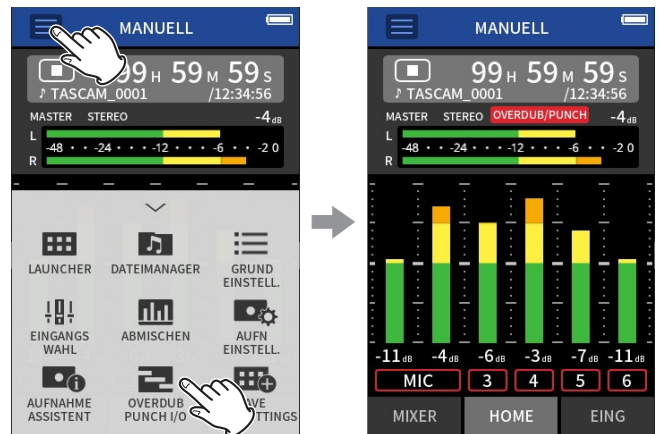 MANUELL
99 H 59 M 59 S
♪ TASCAM_0001 /12:34:56
MASTER STEREO -4 dB
L
-48 · · -24 · · · -12 · · · · -6 · · -2 0
R
LAUNCHER DATEIMANAGER GRUND
EINSTELL.
EINGANGS
WAHL
ABMISCHEN
AUFN
EINSTELL.
AUFNAHME
ASSISTENT
OVERDUB
PUNCH I/O
MANUELL
99 H 59 M 59 S
♪ TASCAM_0001 /12:34:56
MASTER STEREO OVERDUB/PUNCH -4 dB
L
-48 · · -24 · · · -12 · · · · -6 · · -2 0
R
-11 dB -4 dB -6 dB -3 dB -7 dB -11 dB
MIC 3 4 5 6
MIXER HOME EING